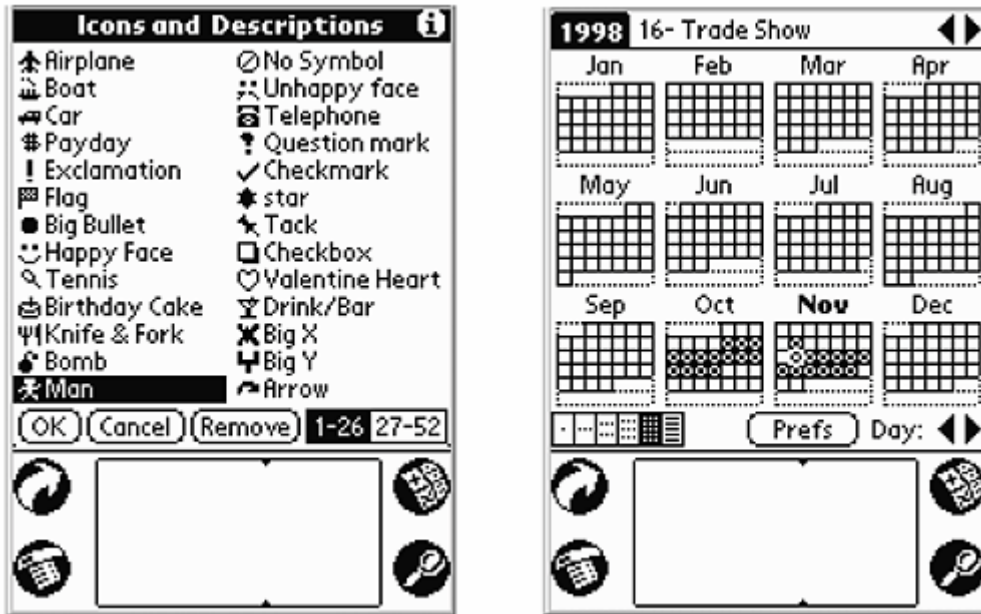 Icons and Descriptions i
Airplane
Boat
Car
Payday
Exclamation
Flag
Big Bullet
Happy Face
Tennis
Birthday Cake
Knife & Fork
Bomb
Man
No Symbol
Unhappy face
Telephone
Question mark
Checkmark
star
Tack
Checkbox
Valentine Heart
Drink/Bar
Big X
Big Y
Arrow
OK Cancel Remove 1-26 27-52
1998 16- Trade Show
Jan Feb Mar Apr
May Jun Jul Aug
Sep Oct Nov Dec
Prefs Day: